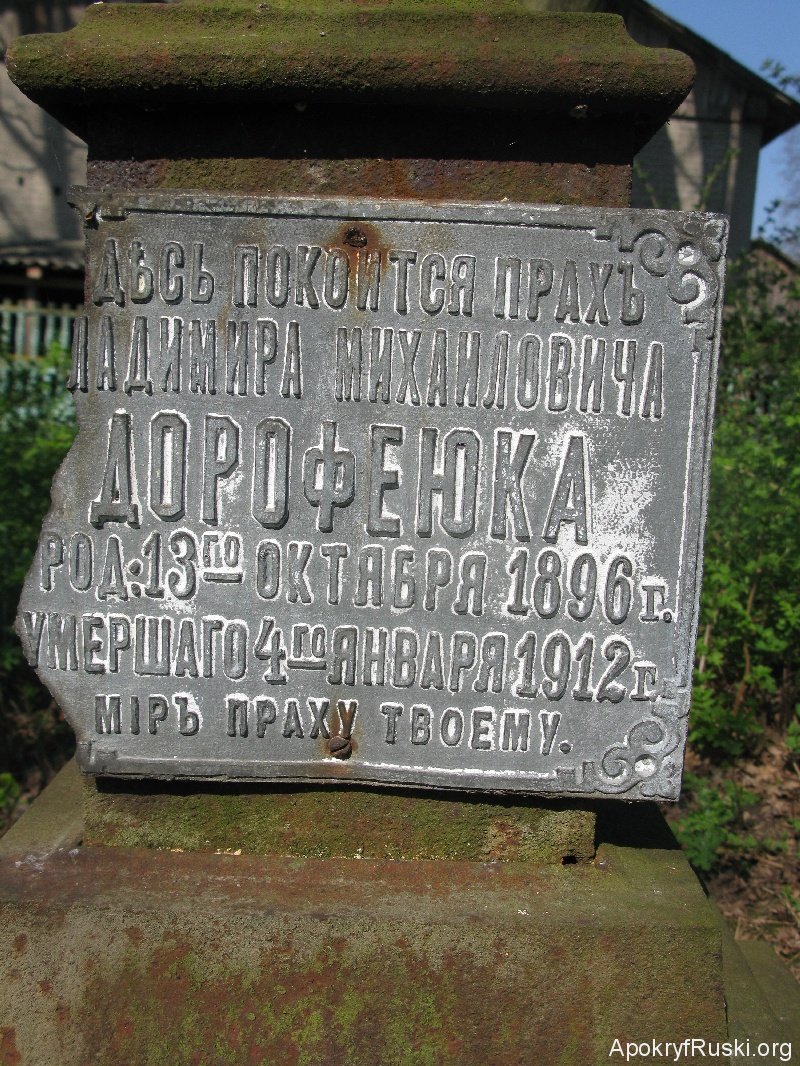 ДѢСЬ ПОКОИТСЯ ПРАХЪ
ЛАДИМИРА МИХАИЛОВИЧА
ДОРОФЕЮКА
РОД. 13го ОКТЯБРЯ 1896 г.
УМЕРШАГО 4го ЯНВАРЯ 1912 г.
МІРЪ ПРАХУ ТВОЕМУ.
ApokryfRuski.org